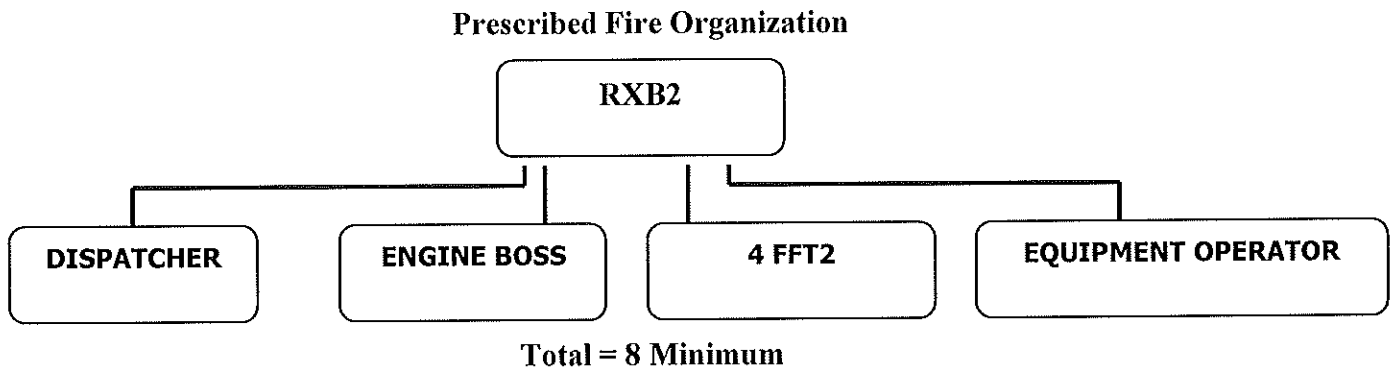 Prescribed Fire Organization
RXB2
DISPATCHER
ENGINE BOSS
4 FFT2
EQUIPMENT OPERATOR
Total = 8 Minimum